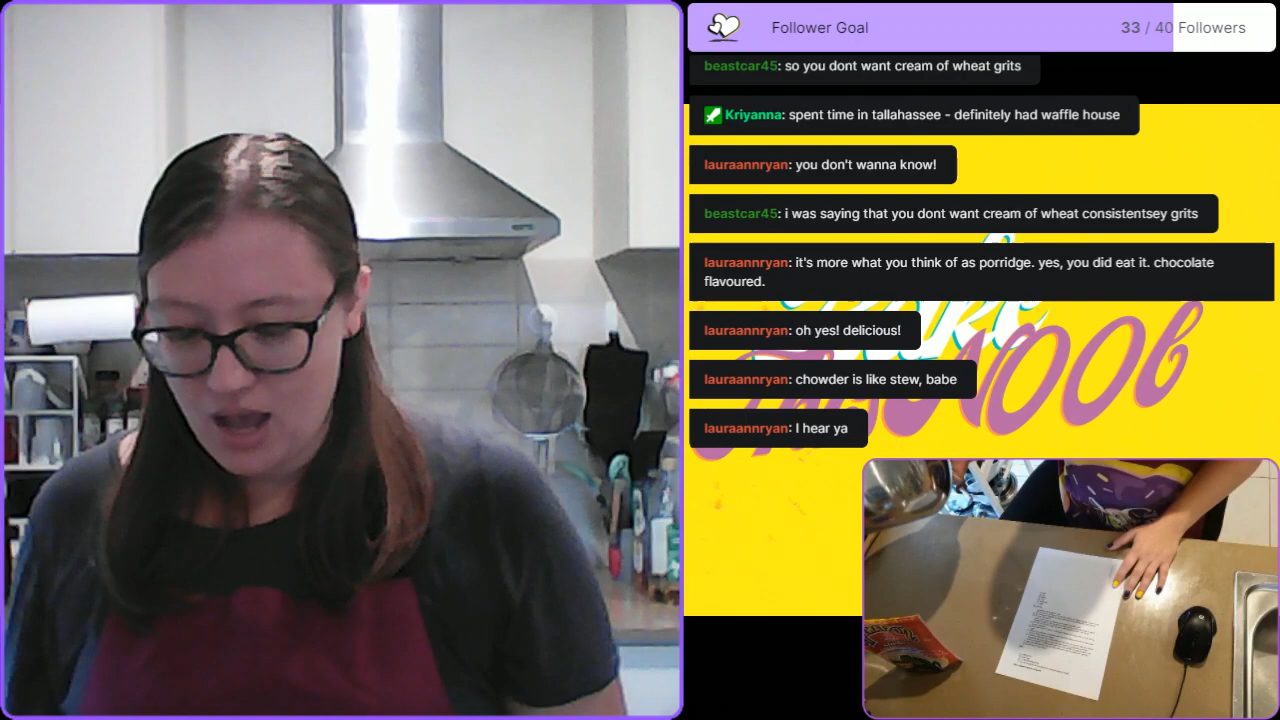 Follower Goal
33 / 40 Followers
beastcar45: so you dont want cream of wheat grits
Kriyanna: spent time in tallahassee - definitely had waffle house
lauraannryan: you don't wanna know!
beastcar45: i was saying that you dont want cream of wheat consistentsey grits
lauraannryan: it's more what you think of as porridge. yes, you did eat it. chocolate
flavoured.
lauraannryan: oh yes! delicious!
lauraannryan: chowder is like stew, babe
lauraannryan: I hear ya
NOOb